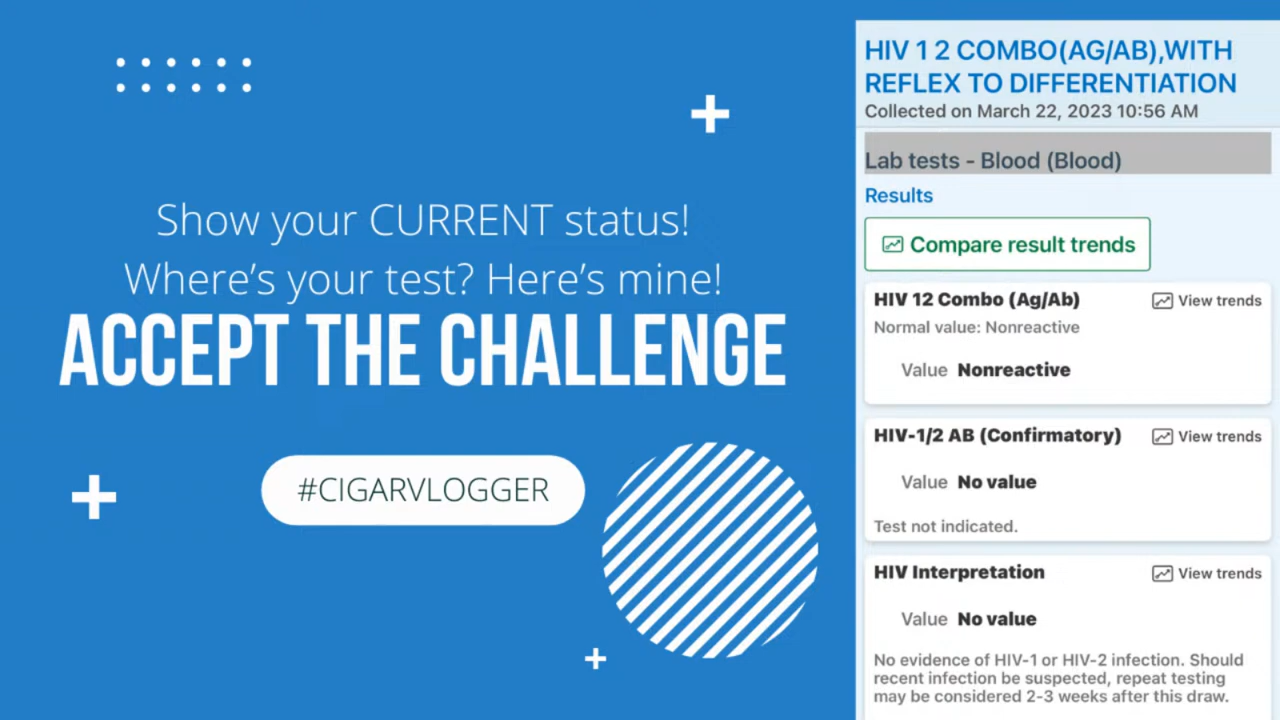 Show your CURRENT status!
Where's your test? Here's mine!
ACCEPT THE CHALLENGE
#CIGARVLOGGER
HIV 1 2 COMBO(AG/AB),WITH
REFLEX TO DIFFERENTIATION
Collected on March 22, 2023 10:56 AM
Lab tests - Blood (Blood)
Results
Compare result trends
HIV 12 Combo (Ag/Ab) View trends
Normal value: Nonreactive
Value Nonreactive
HIV-1/2 AB (Confirmatory) View trends
Value No value
Test not indicated.
HIV Interpretation View trends
Value No value
No evidence of HIV-1 or HIV-2 infection. Should
recent infection be suspected, repeat testing
may be considered 2-3 weeks after this draw.